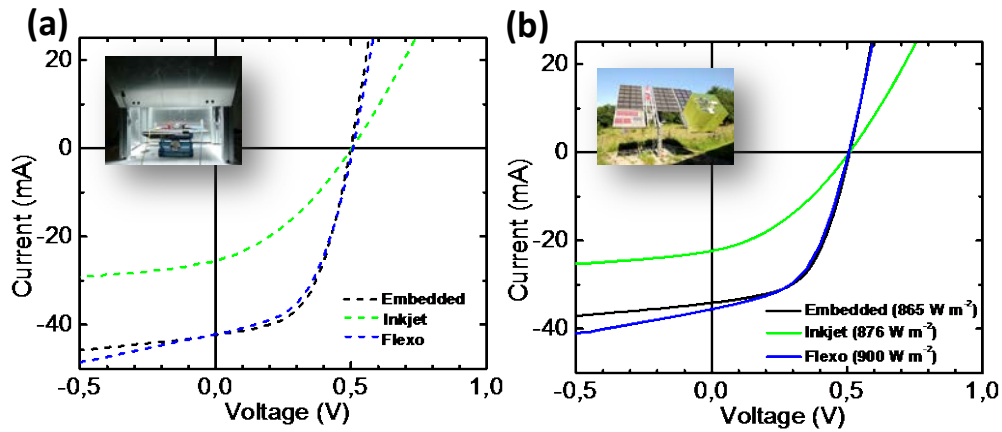 (a)
20
0
-20
-40
Current (mA)
-0,5
0,0
0,5
1,0
Voltage (V)
Embedded
Inkjet
Flexo
(b)
20
0
-20
-40
Current (mA)
-0,5
0,0
0,5
1,0
Voltage (V)
Embedded (865 W m⁻²)
Inkjet (876 W m⁻²)
Flexo (900 W m⁻²)